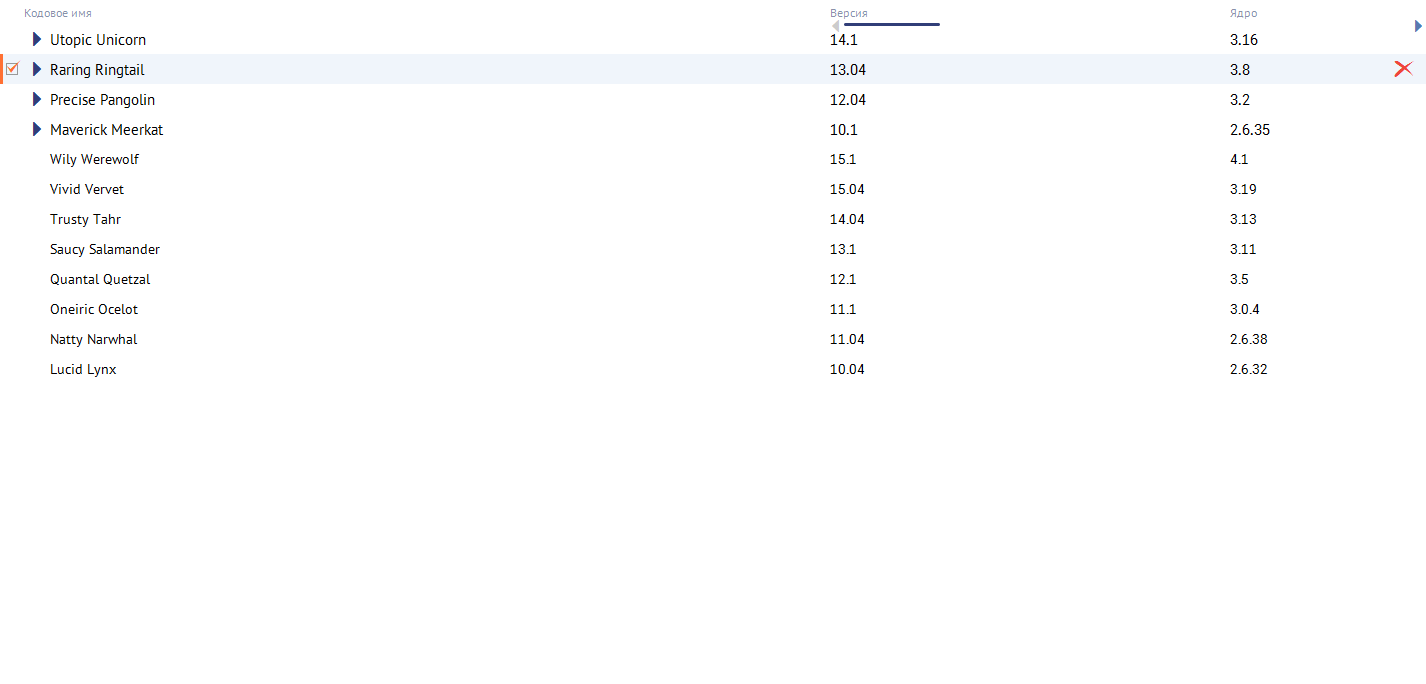 Кодовое имя Версия Ядро
Utopic Unicorn 14.1 3.16
Raring Ringtail 13.04 3.8
Precise Pangolin 12.04 3.2
Maverick Meerkat 10.1 2.6.35
Wily Werewolf 15.1 4.1
Vivid Vervet 15.04 3.19
Trusty Tahr 14.04 3.13
Saucy Salamander 13.1 3.11
Quantal Quetzal 12.1 3.5
Oneiric Ocelot 11.1 3.0.4
Natty Narwhal 11.04 2.6.38
Lucid Lynx 10.04 2.6.32